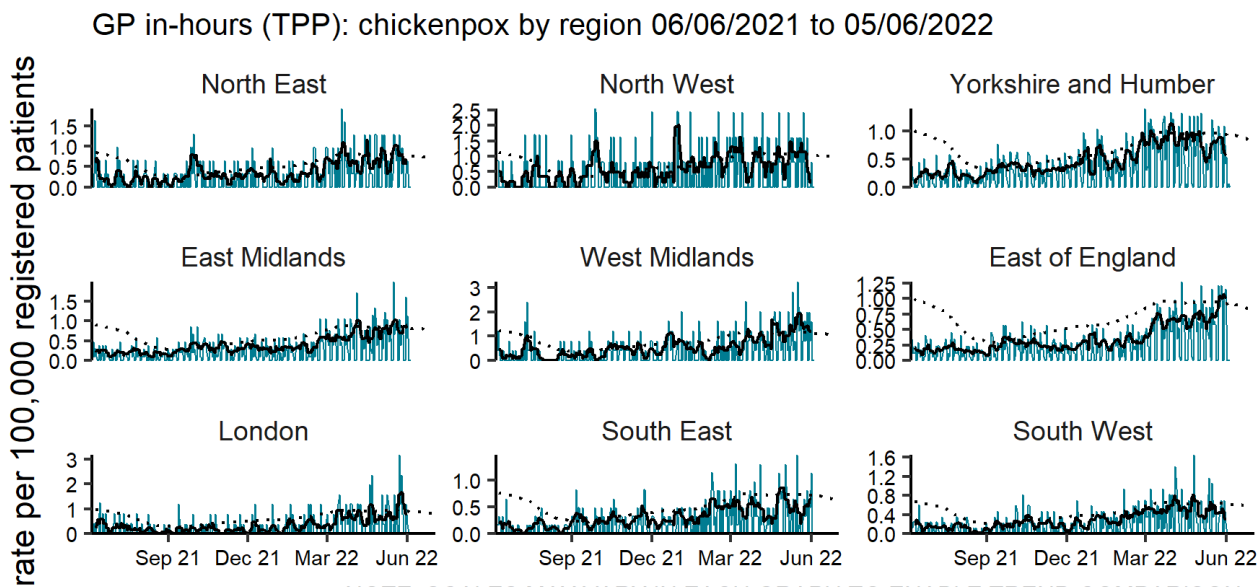 GP in-hours (TPP): chickenpox by region 06/06/2021 to 05/06/2022
rate per 100,000 registered patients
North East
1.5
1.0
0.5
0.0
North West
2.5
2.0
1.5
1.0
0.5
0.0
Yorkshire and Humber
1.0
0.5
0.0
East Midlands
1.5
1.0
0.5
0.0
West Midlands
3
2
1
0
East of England
1.25
1.00
0.75
0.50
0.25
0.00
London
3
2
1
0
Sep 21 Dec 21 Mar 22 Jun 22
South East
1.0
0.5
0.0
Sep 21 Dec 21 Mar 22 Jun 22
South West
1.6
1.2
0.8
0.4
0.0
Sep 21 Dec 21 Mar 22 Jun 22